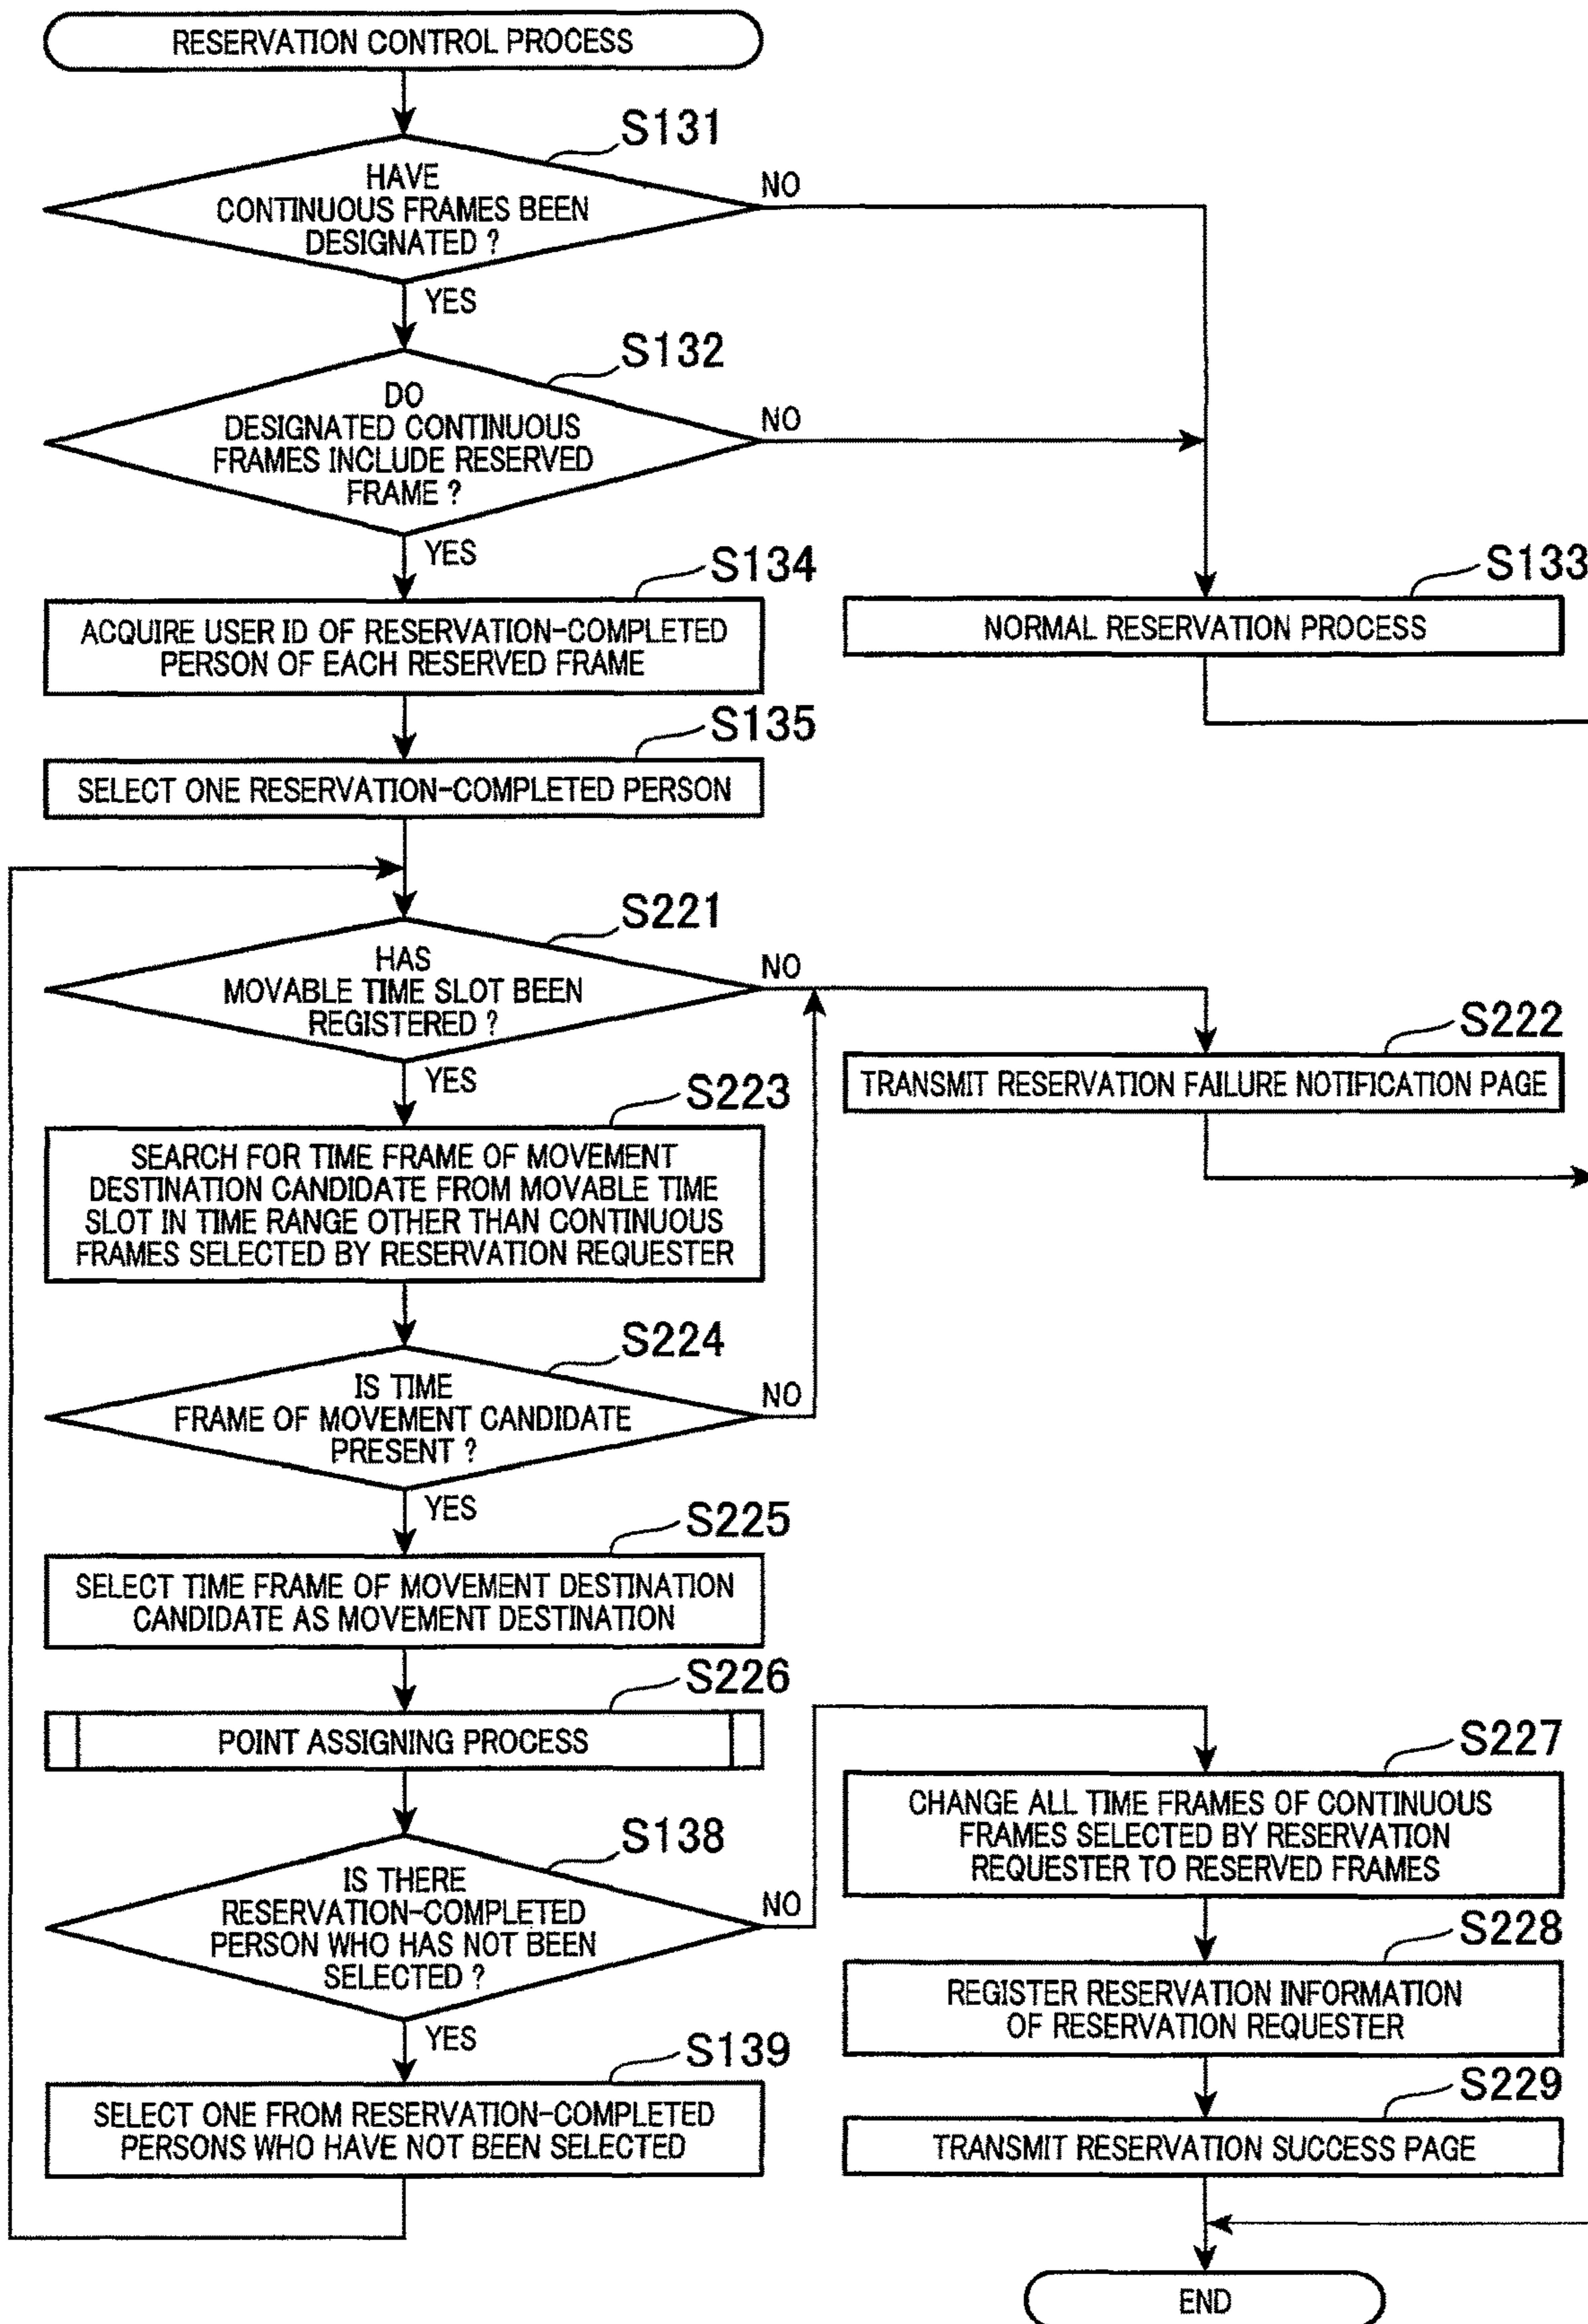 RESERVATION CONTROL PROCESS
S131
HAVE
CONTINUOUS FRAMES BEEN
DESIGNATED ?
NO
YES
S132
DO
DESIGNATED CONTINUOUS
FRAMES INCLUDE RESERVED
FRAME ?
NO
YES
S134
ACQUIRE USER ID OF RESERVATION-COMPLETED
PERSON OF EACH RESERVED FRAME
S133
NORMAL RESERVATION PROCESS
S135
SELECT ONE RESERVATION-COMPLETED PERSON
S221
HAS
MOVABLE TIME SLOT BEEN
REGISTERED ?
NO
YES
S222
TRANSMIT RESERVATION FAILURE NOTIFICATION PAGE
S223
SEARCH FOR TIME FRAME OF MOVEMENT
DESTINATION CANDIDATE FROM MOVABLE TIME
SLOT IN TIME RANGE OTHER THAN CONTINUOUS
FRAMES SELECTED BY RESERVATION REQUESTER
S224
IS TIME
FRAME OF MOVEMENT CANDIDATE
PRESENT ?
NO
YES
S225
SELECT TIME FRAME OF MOVEMENT DESTINATION
CANDIDATE AS MOVEMENT DESTINATION
S226
POINT ASSIGNING PROCESS
S138
IS THERE
RESERVATION-COMPLETED
PERSON WHO HAS NOT BEEN
SELECTED ?
NO
YES
S139
SELECT ONE FROM RESERVATION-COMPLETED
PERSONS WHO HAVE NOT BEEN SELECTED
S227
CHANGE ALL TIME FRAMES OF CONTINUOUS
FRAMES SELECTED BY RESERVATION
REQUESTER TO RESERVED FRAMES
S228
REGISTER RESERVATION INFORMATION
OF RESERVATION REQUESTER
S229
TRANSMIT RESERVATION SUCCESS PAGE
END